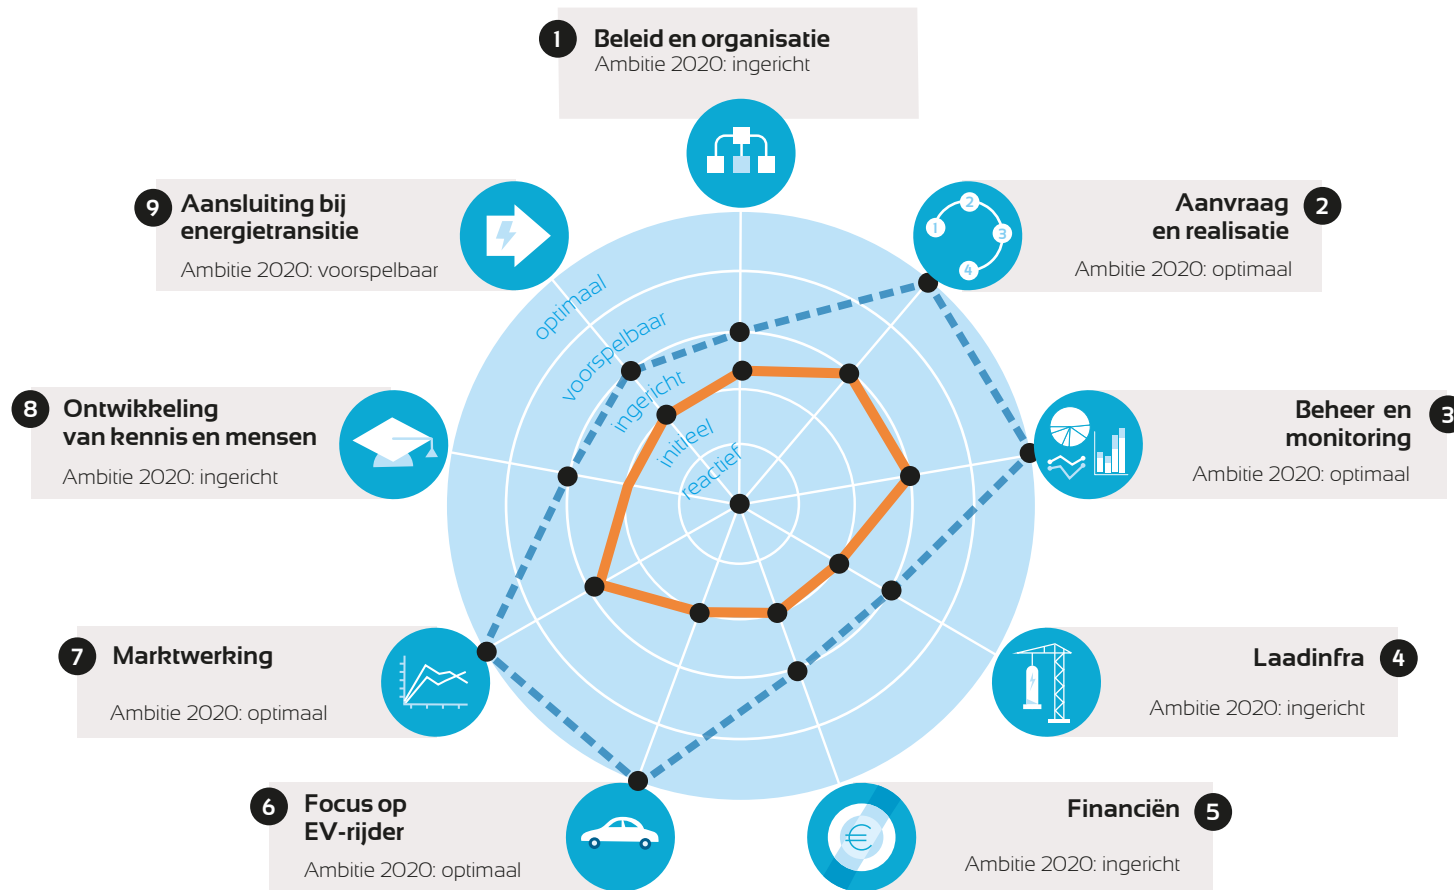 1
Beleid en organisatie
Ambitie 2020: ingericht
2
Aanvraag
en realisatie
Ambitie 2020: optimaal
1
2
3
4
3
Beheer en
monitoring
Ambitie 2020: optimaal
4
Laadinfra
Ambitie 2020: ingericht
5
Financiën
Ambitie 2020: ingericht
€
6
Focus op
EV-rijder
Ambitie 2020: optimaal
7
Marktwerking
Ambitie 2020: optimaal
8
Ontwikkeling
van kennis en mensen
Ambitie 2020: ingericht
9
Aansluiting bij
energietransitie
Ambitie 2020: voorspelbaar
optimaal
voorspelbaar
ingericht
initieel
reactief